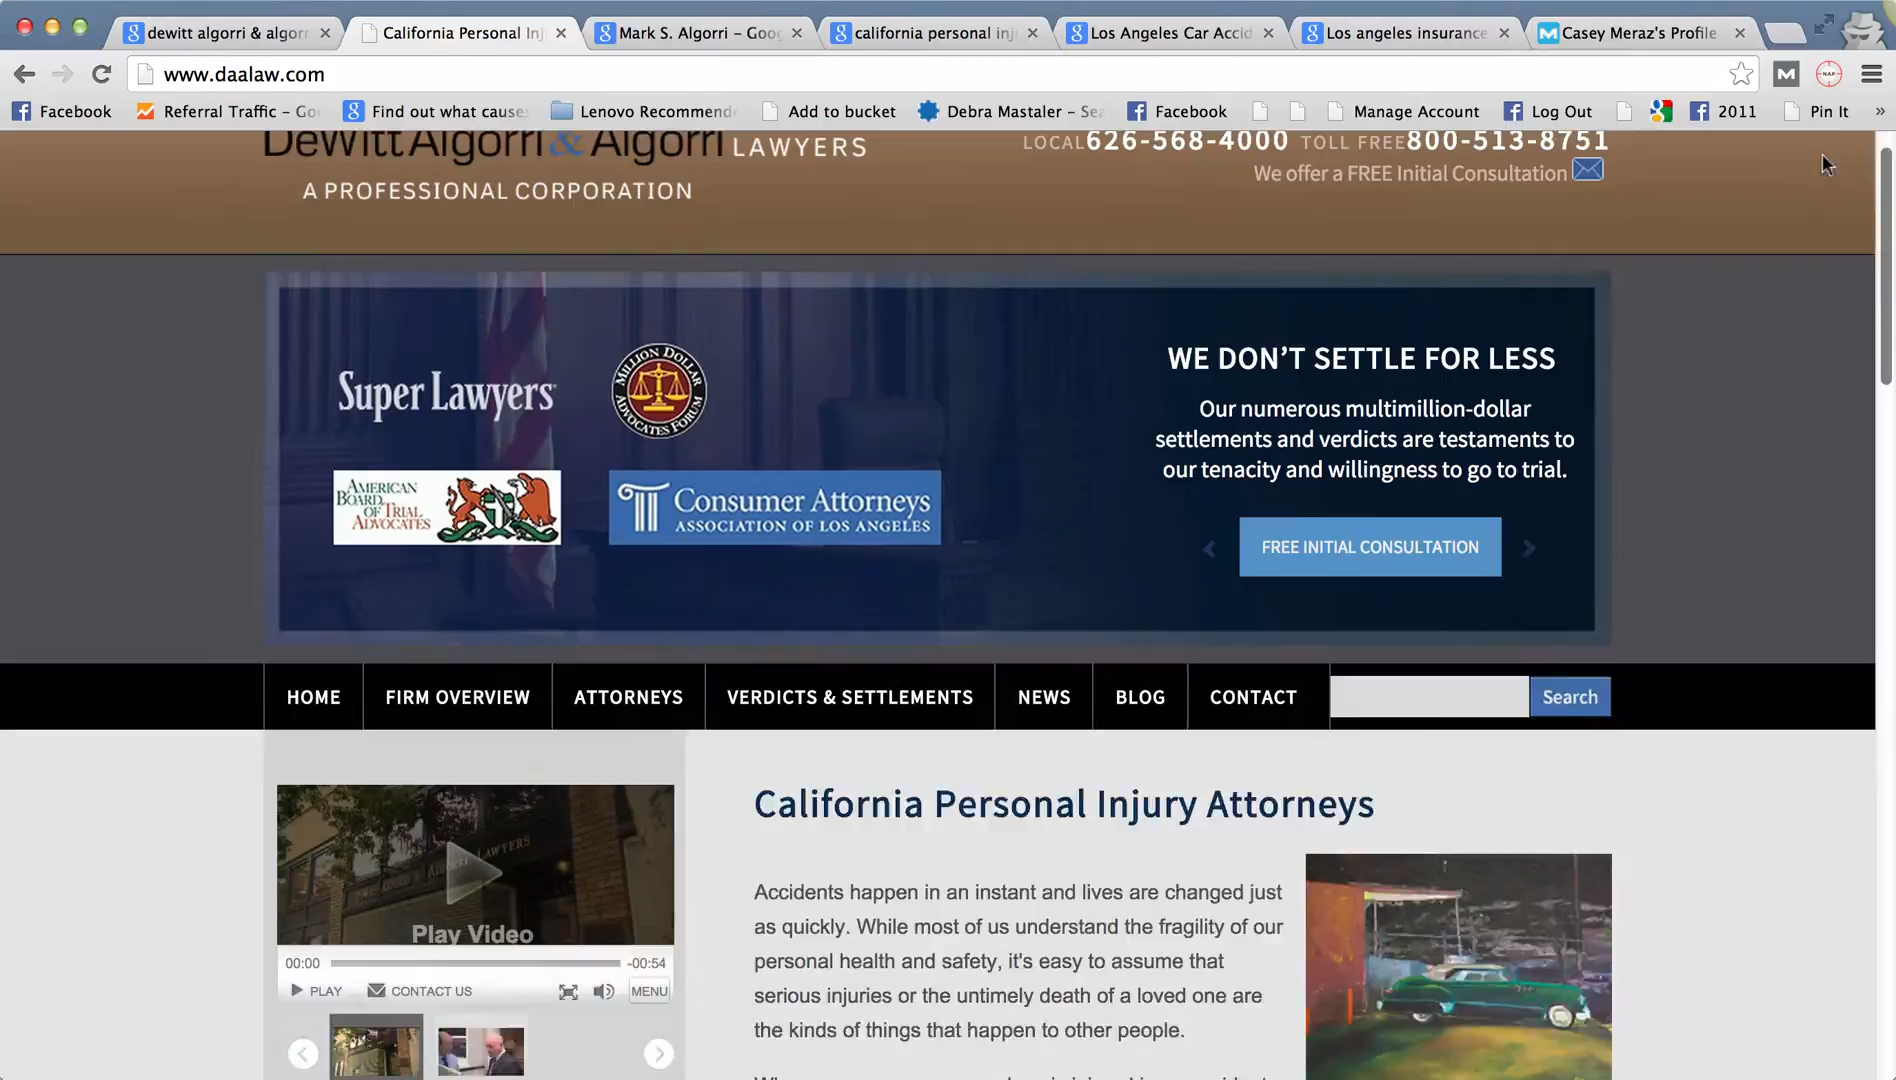 dewitt algorri & algorr
California Personal Inj
Mark S. Algorri – Goog
california personal inj
Los Angeles Car Accid
Los angeles insurance
Casey Meraz's Profile
www.daalaw.com
Facebook
Referral Traffic – Go
Find out what cause
Lenovo Recommend
Add to bucket
Debra Mastaler – Sea
Facebook
Manage Account
Log Out
2011
Pin It
DeWitt Algorri & Algorri LAWYERS
A PROFESSIONAL CORPORATION
LOCAL 626-568-4000 TOLL FREE 800-513-8751
We offer a FREE Initial Consultation
Super Lawyers
MILLION DOLLAR
ADVOCATES FORUM
AMERICAN
BOARD
OF TRIAL
ADVOCATES
Consumer Attorneys
ASSOCIATION OF LOS ANGELES
WE DON'T SETTLE FOR LESS
Our numerous multimillion-dollar
settlements and verdicts are testaments to
our tenacity and willingness to go to trial.
FREE INITIAL CONSULTATION
HOME
FIRM OVERVIEW
ATTORNEYS
VERDICTS & SETTLEMENTS
NEWS
BLOG
CONTACT
Search
Play Video
00:00
-00:54
PLAY
CONTACT US
MENU
California Personal Injury Attorneys
Accidents happen in an instant and lives are changed just
as quickly. While most of us understand the fragility of our
personal health and safety, it's easy to assume that
serious injuries or the untimely death of a loved one are
the kinds of things that happen to other people.